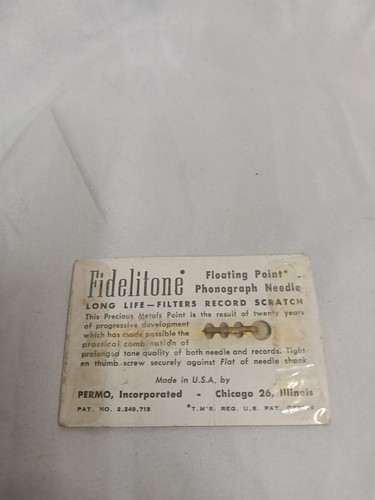 Fidelitone® Floating Point*
Phonograph Needle
LONG LIFE—FILTERS RECORD SCRATCH
This Precious Metals Point is the result of twenty years
of progressive development
which has made possible the
practical combination of
prolonged tone quality of both needle and records. Tight-
en thumb screw securely against Flat of needle shank
Made in U.S.A. by
PERMO, Incorporated - Chicago 26, Illinois
PAT. NO. 2,249,713 *T.M'S. REG. U.S. PAT.